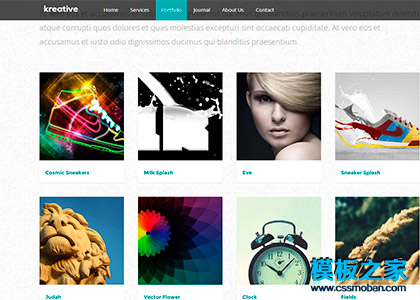 kreative.
Home Services Portfolio Journal About Us Contact
atque corrupti quos dolores et quas molestias excepturi sint occaecati cupiditate. At vero eos et
accusamus et iusto odio dignissimos ducimus qui blanditiis praesentium.
Cosmic Sneakers
Milk Splash
Eve
Sneaker Splash
Judah
Vector Flower
Clock
Fields
模板之家
www.cssmoban.com